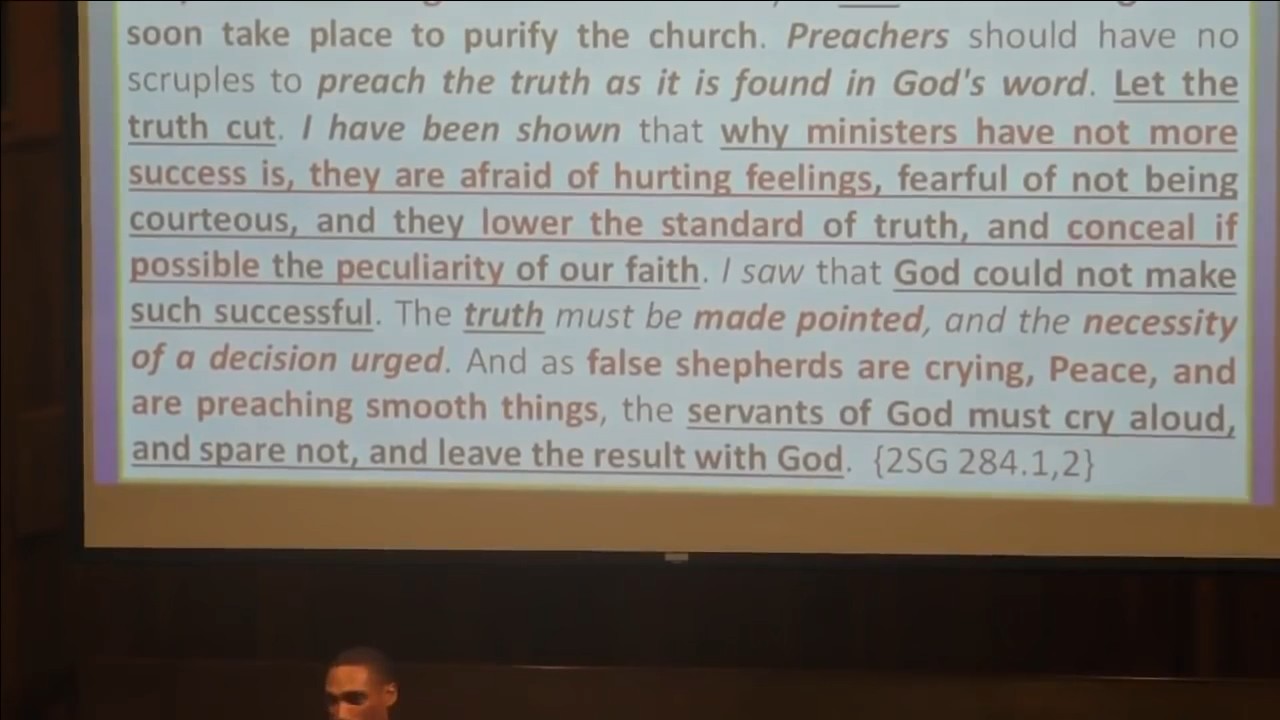 soon take place to purify the church. Preachers should have no
scruples to preach the truth as it is found in God's word. Let the
truth cut. I have been shown that why ministers have not more
success is, they are afraid of hurting feelings, fearful of not being
courteous, and they lower the standard of truth, and conceal if
possible the peculiarity of our faith. I saw that God could not make
such successful. The truth must be made pointed, and the necessity
of a decision urged. And as false shepherds are crying, Peace, and
are preaching smooth things, the servants of God must cry aloud,
and spare not, and leave the result with God. {2SG 284.1,2}